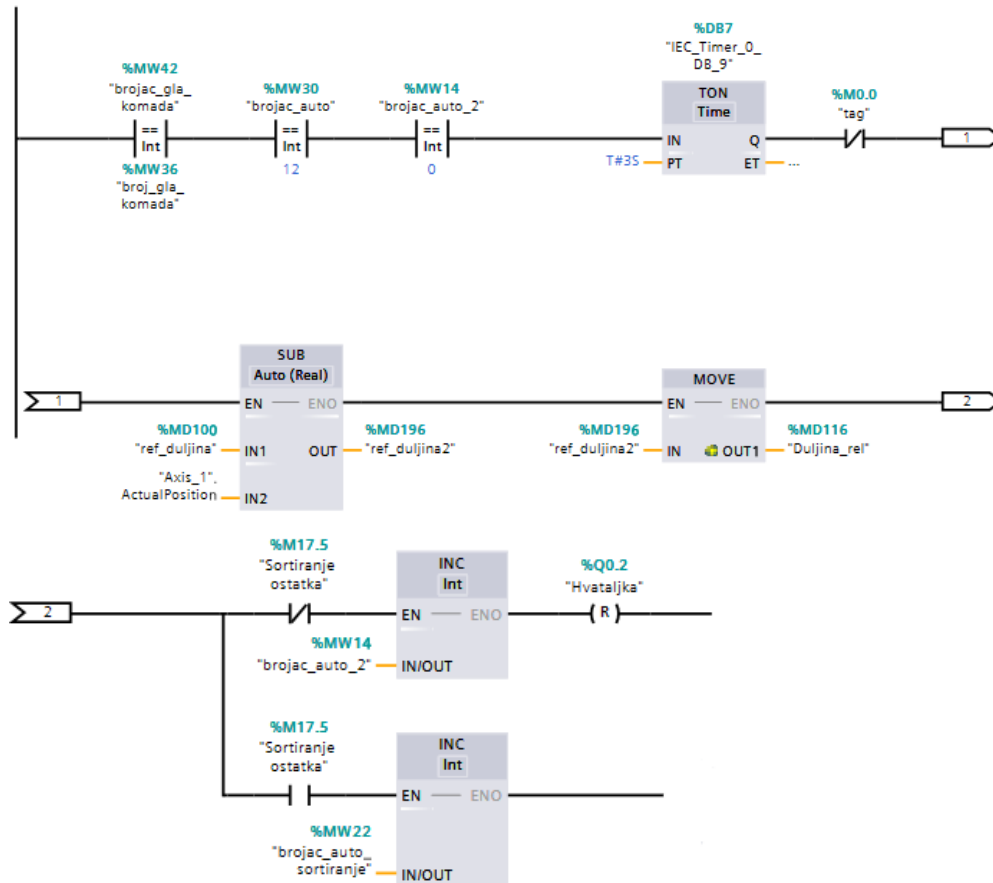 %DB7
"IEC_Timer_0_
DB_9"
%MW42
"brojac_gla_
komada"
==
Int
%MW36
"broj_gla_
komada"
%MW30
"brojac_auto"
==
Int
12
%MW14
"brojac_auto_2"
==
Int
0
TON
Time
IN
Q
T#3S
PT
ET
...
%M0.0
"tag"
1
1
SUB
Auto (Real)
EN
ENO
%MD100
"ref_duljina"
IN1
OUT
%MD196
"ref_duljina2"
"Axis_1".
ActualPosition
IN2
MOVE
EN
ENO
%MD196
"ref_duljina2"
IN
OUT1
%MD116
"Duljina_rel"
2
2
%M17.5
"Sortiranje
ostatka"
INC
Int
EN
ENO
%MW14
"brojac_auto_2"
IN/OUT
%Q0.2
"Hvataljka"
R
%M17.5
"Sortiranje
ostatka"
INC
Int
EN
ENO
%MW22
"brojac_auto_
sortiranje"
IN/OUT